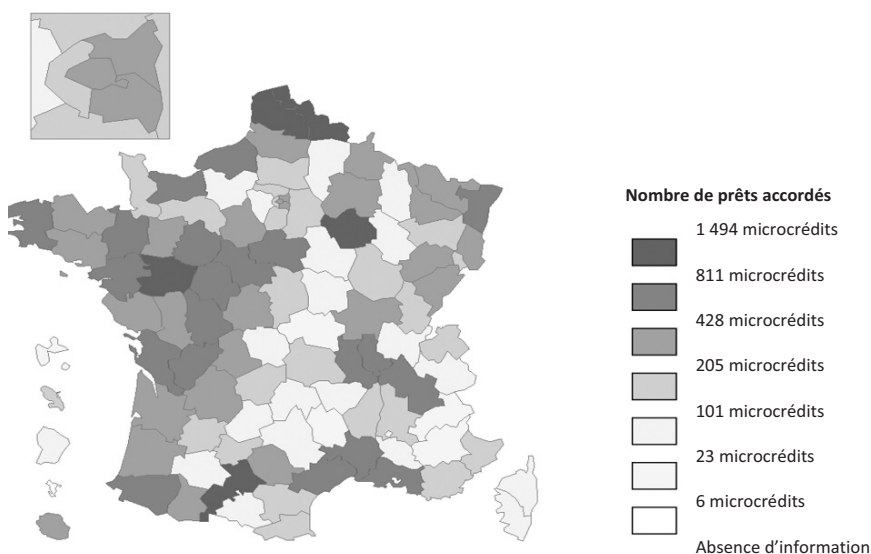 Nombre de prêts accordés
1 494 microcrédits
811 microcrédits
428 microcrédits
205 microcrédits
101 microcrédits
23 microcrédits
6 microcrédits
Absence d’information